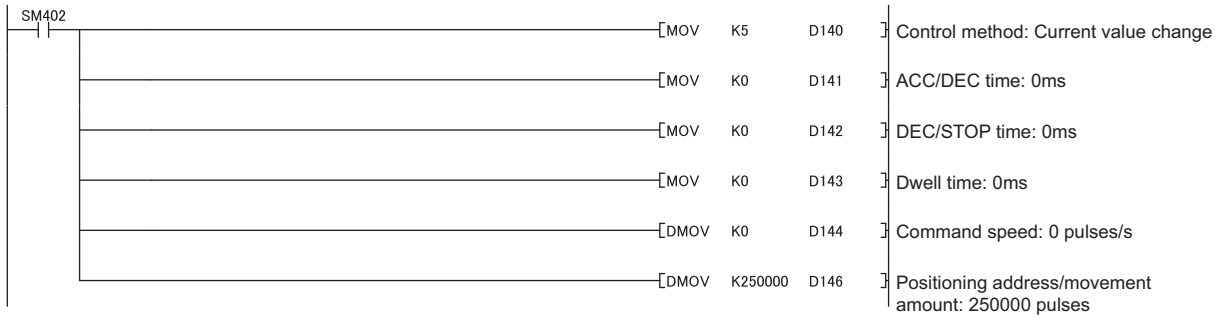 SM402
[MOV K5 D140 ] Control method: Current value change
[MOV K0 D141 ] ACC/DEC time: 0ms
[MOV K0 D142 ] DEC/STOP time: 0ms
[MOV K0 D143 ] Dwell time: 0ms
[DMOV K0 D144 ] Command speed: 0 pulses/s
[DMOV K250000 D146 ] Positioning address/movement
amount: 250000 pulses